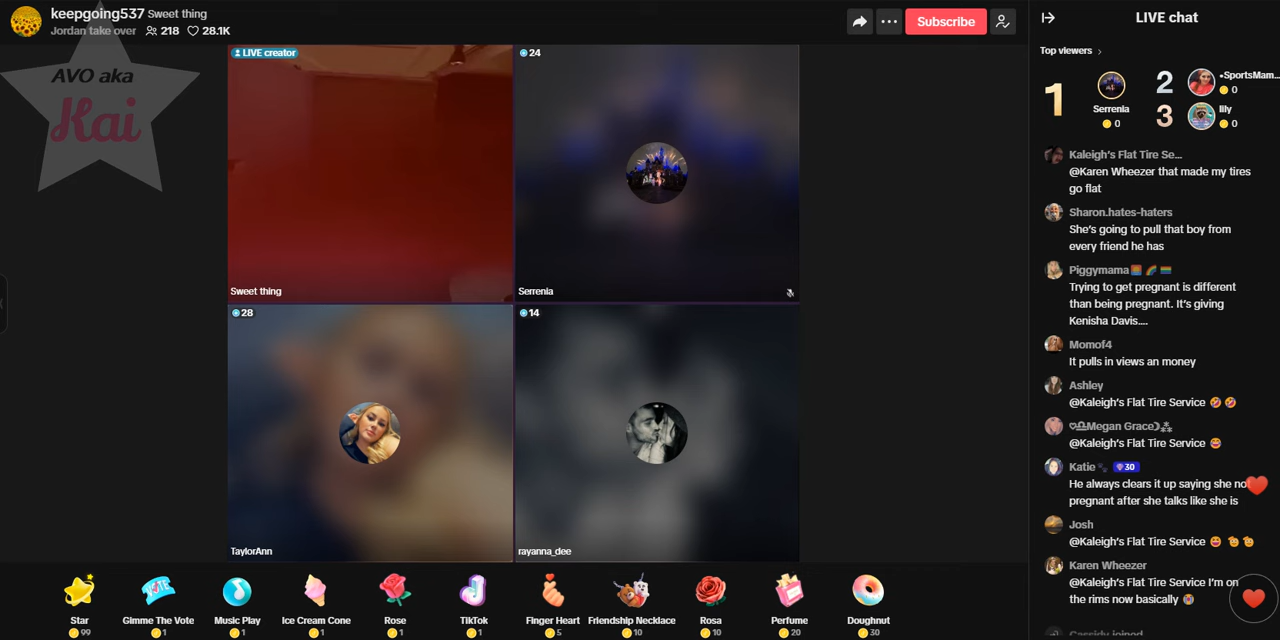 keepgoing537 Sweet thing
Jordan take over 218 28.1K
Subscribe
AVO aka
Kai
LIVE creator
Sweet thing
24
Serrenia
28
TaylorAnn
14
rayanna_dee
Star
99
Gimme The Vote
1
Music Play
1
Ice Cream Cone
1
Rose
1
TikTok
1
Finger Heart
5
Friendship Necklace
10
Rosa
10
Perfume
20
Doughnut
30
LIVE chat
Top viewers
1
Serrenia
0
2
•SportsMam...
0
3
lily
0
Kaleigh's Flat Tire Se...
@Karen Wheezer that made my tires
go flat
Sharon.hates-haters
She's going to pull that boy from
every friend he has
Piggymama
Trying to get pregnant is different
than being pregnant. It's giving
Kenisha Davis....
Momof4
It pulls in views an money
Ashley
@Kaleigh's Flat Tire Service 🤣 🤣
Megan Grace
@Kaleigh's Flat Tire Service
Katie 30
He always clears it up saying she not
pregnant after she talks like she is
Josh
@Kaleigh's Flat Tire Service
Karen Wheezer
@Kaleigh's Flat Tire Service I'm on
the rims now basically 😭
Cassidy joined